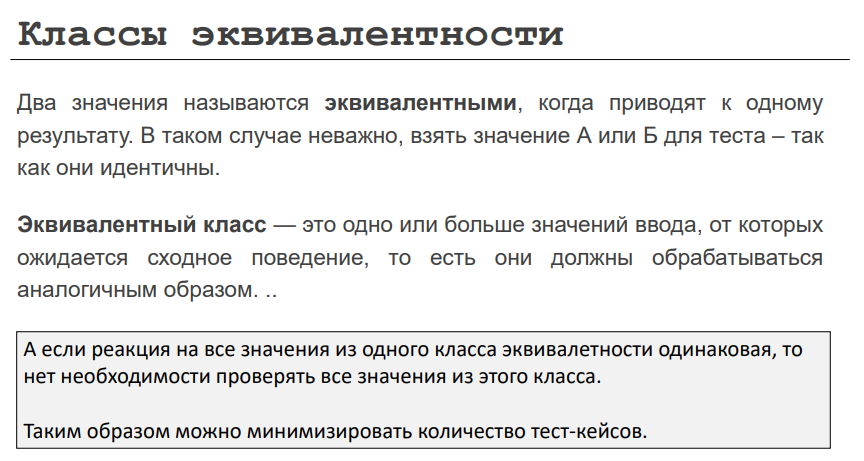 Классы эквивалентности
Два значения называются эквивалентными, когда приводят к одному
результату. В таком случае неважно, взять значение А или Б для теста – так
как они идентичны.
Эквивалентный класс — это одно или больше значений ввода, от которых
ожидается сходное поведение, то есть они должны обрабатываться
аналогичным образом. ..
А если реакция на все значения из одного класса эквивалетности одинаковая, то
нет необходимости проверять все значения из этого класса.
Таким образом можно минимизировать количество тест-кейсов.